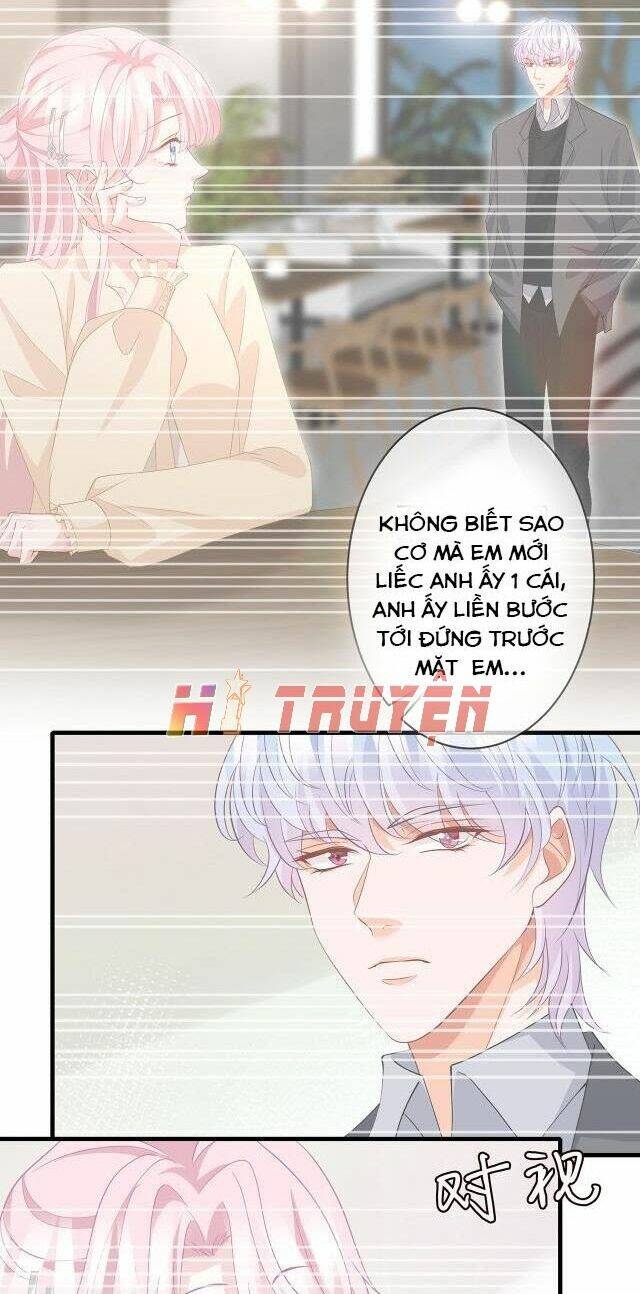 KHÔNG BIẾT SAO
CƠ MÀ EM MỚI
LIẾC ANH ẤY 1 CÁI,
ANH ẤY LIỀN BƯỚC
TỚI ĐỨNG TRƯỚC
MẶT EM...
HI TRUYỆN
对视